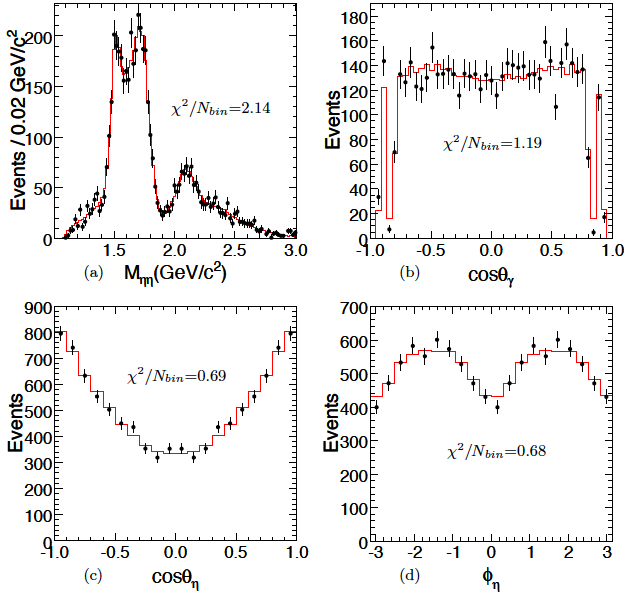 Events / 0.02 GeV/c²
200
150
100
50
0
χ²/N_bin=2.14
1.5 2.0 2.5 3.0
(a) M_ηη(GeV/c²)
Events
180
160
140
120
100
80
60
40
20
0
χ²/N_bin=1.19
-1.0 -0.5 0.0 0.5 1.0
(b) cosθ_γ
Events
900
800
700
600
500
400
300
200
100
0
χ²/N_bin=0.69
-1.0 -0.5 0.0 0.5 1.0
(c) cosθ_η
Events
700
600
500
400
300
200
100
0
χ²/N_bin=0.68
-3 -2 -1 0 1 2 3
(d) ϕ_η